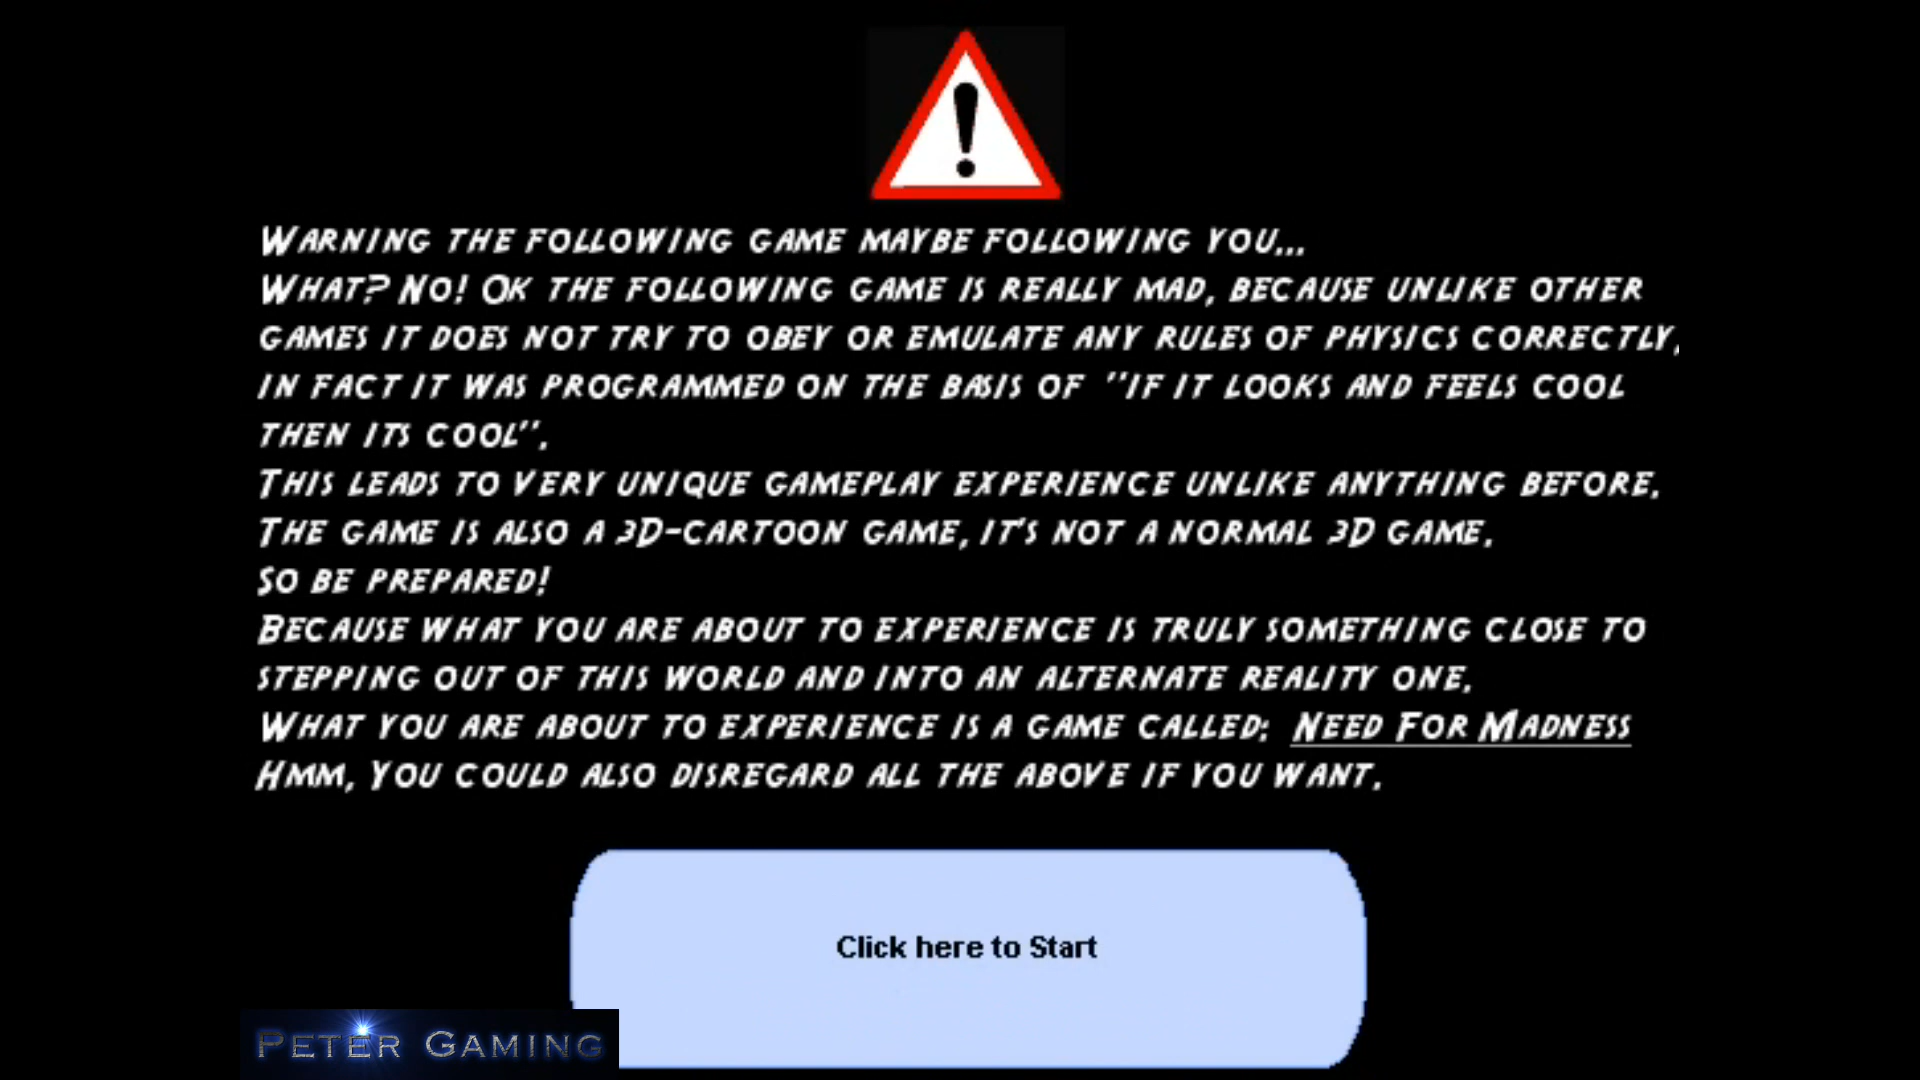 Warning the following game maybe following you...
What? No! Ok the following game is really mad, because unlike other
games it does not try to obey or emulate any rules of physics correctly,
in fact it was programmed on the basis of ''if it looks and feels cool
then its cool''.
This leads to very unique gameplay experience unlike anything before.
The game is also a 3D-cartoon game, it's not a normal 3D game.
So be prepared!
Because what you are about to experience is truly something close to
stepping out of this world and into an alternate reality one.
What you are about to experience is a game called: Need For Madness
Hmm, You could also disregard all the above if you want.
Click here to Start
Peter Gaming